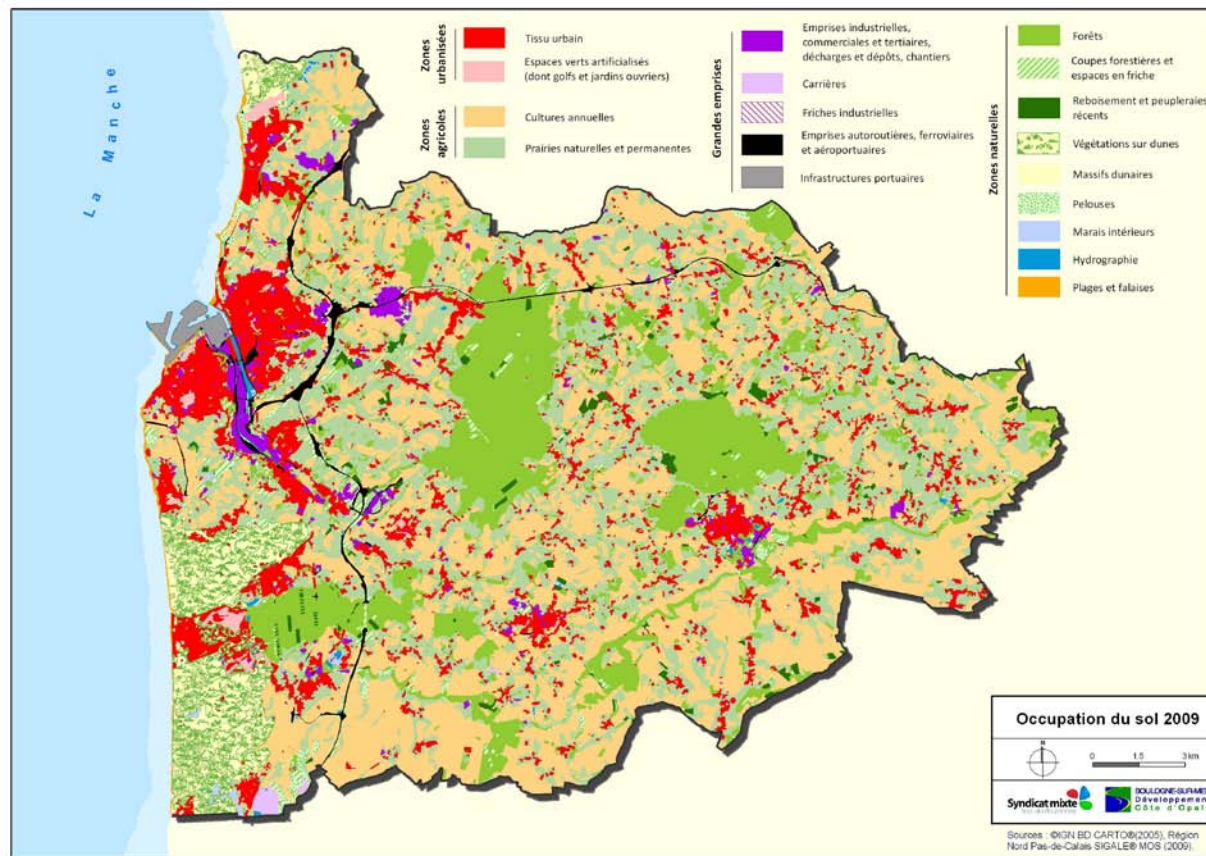 La Manche
Zones urbanisées
Tissu urbain
Espaces verts artificialisés
(dont golfs et jardins ouvriers)
Zones agricoles
Cultures annuelles
Prairies naturelles et permanentes
Grandes emprises
Emprises industrielles,
commerciales et tertiaires,
décharges et dépôts, chantiers
Carrières
Friches industrielles
Emprises autoroutières, ferroviaires
et aéroportuaires
Infrastructures portuaires
Zones naturelles
Forêts
Coupes forestières et
espaces en friche
Reboisement et peupleraies
récents
Végétations sur dunes
Massifs dunaires
Pelouses
Marais intérieurs
Hydrographie
Plages et falaises
Occupation du sol 2009
N
0 1.5 3 km
Syndicat mixte
BOULOGNE-SUR-MER
Développement
Côte d'Opale
Sources : ©IGN BD CARTO®(2005), Région
Nord Pas-de-Calais-SIGALE® MOS (2009).